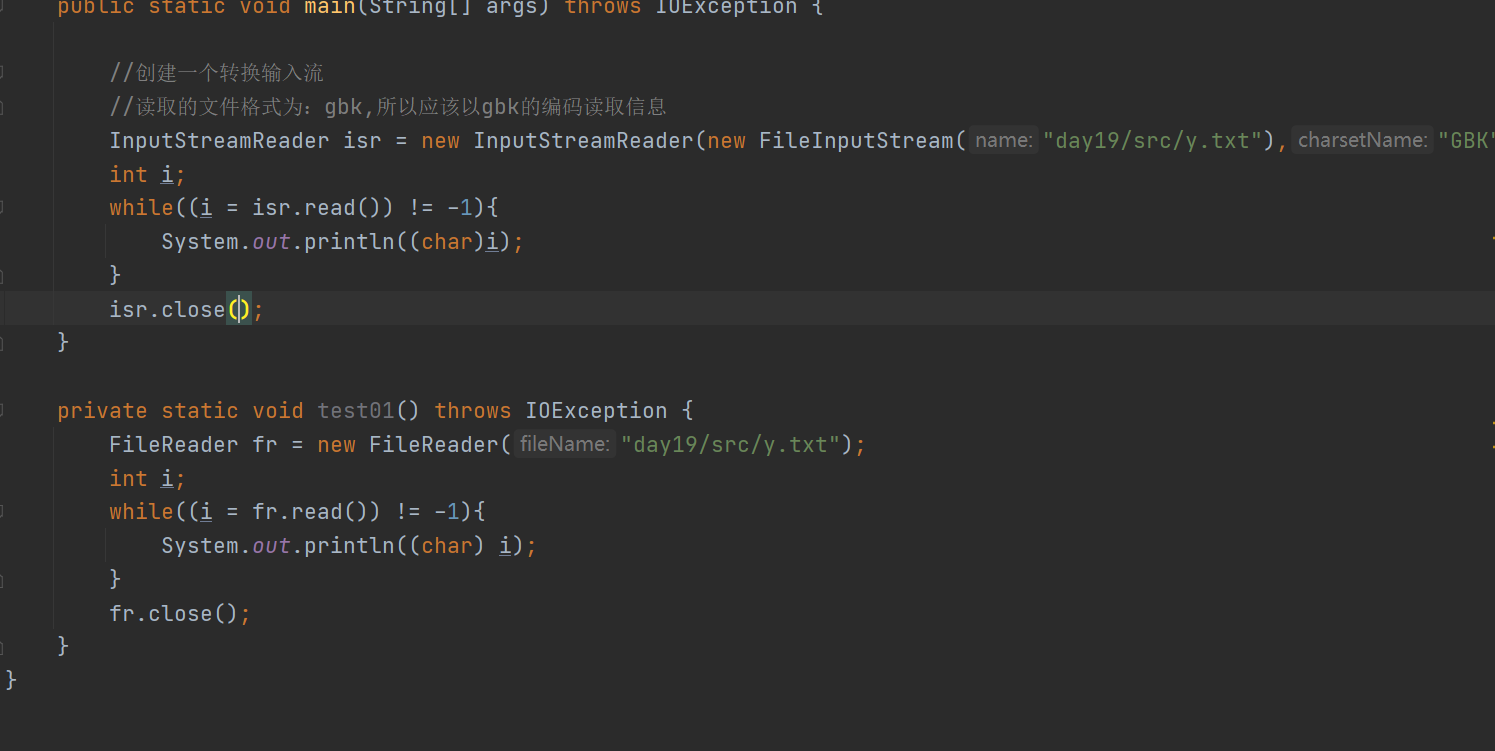 public static void main(String[] args) throws IOException {
//创建一个转换输入流
//读取的文件格式为：gbk,所以应该以gbk的编码读取信息
InputStreamReader isr = new InputStreamReader(new FileInputStream( name: "day19/src/y.txt"), charsetName: "GBK"
int i;
while((i = isr.read()) != -1){
System.out.println((char)i);
}
isr.close();
}
private static void test01() throws IOException {
FileReader fr = new FileReader( fileName: "day19/src/y.txt");
int i;
while((i = fr.read()) != -1){
System.out.println((char) i);
}
fr.close();
}
}